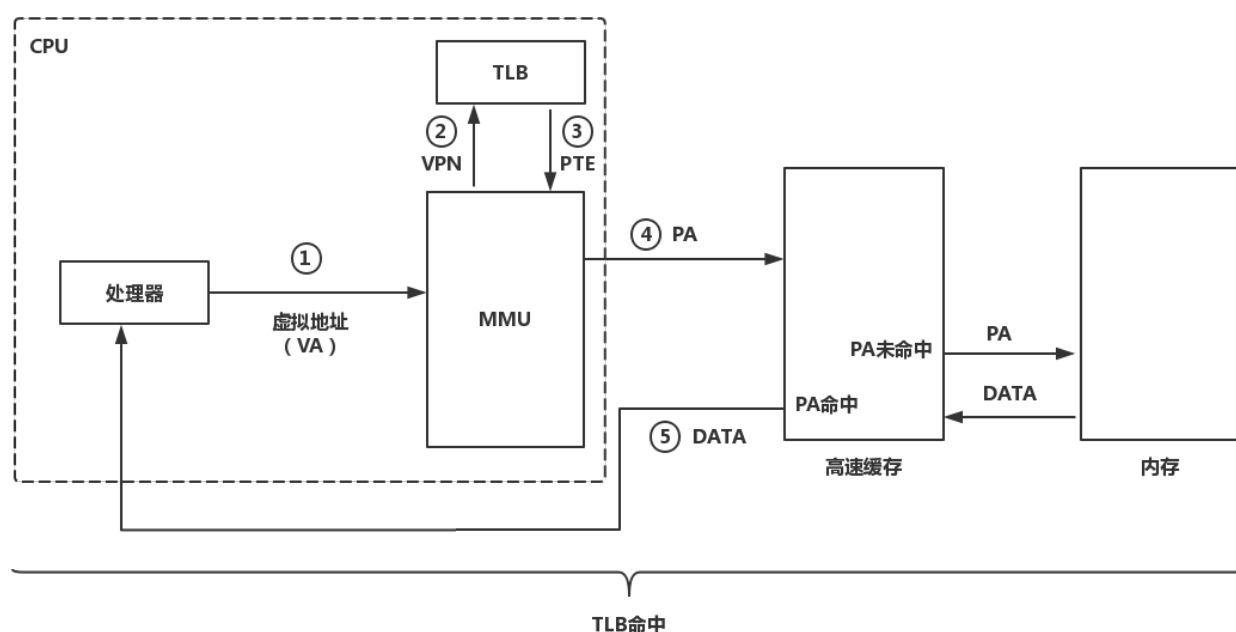 CPU
TLB
②
VPN
③
PTE
④ PA
①
处理器
虚拟地址
（VA）
MMU
PA未命中
PA
PA命中
DATA
⑤ DATA
高速缓存
内存
TLB命中